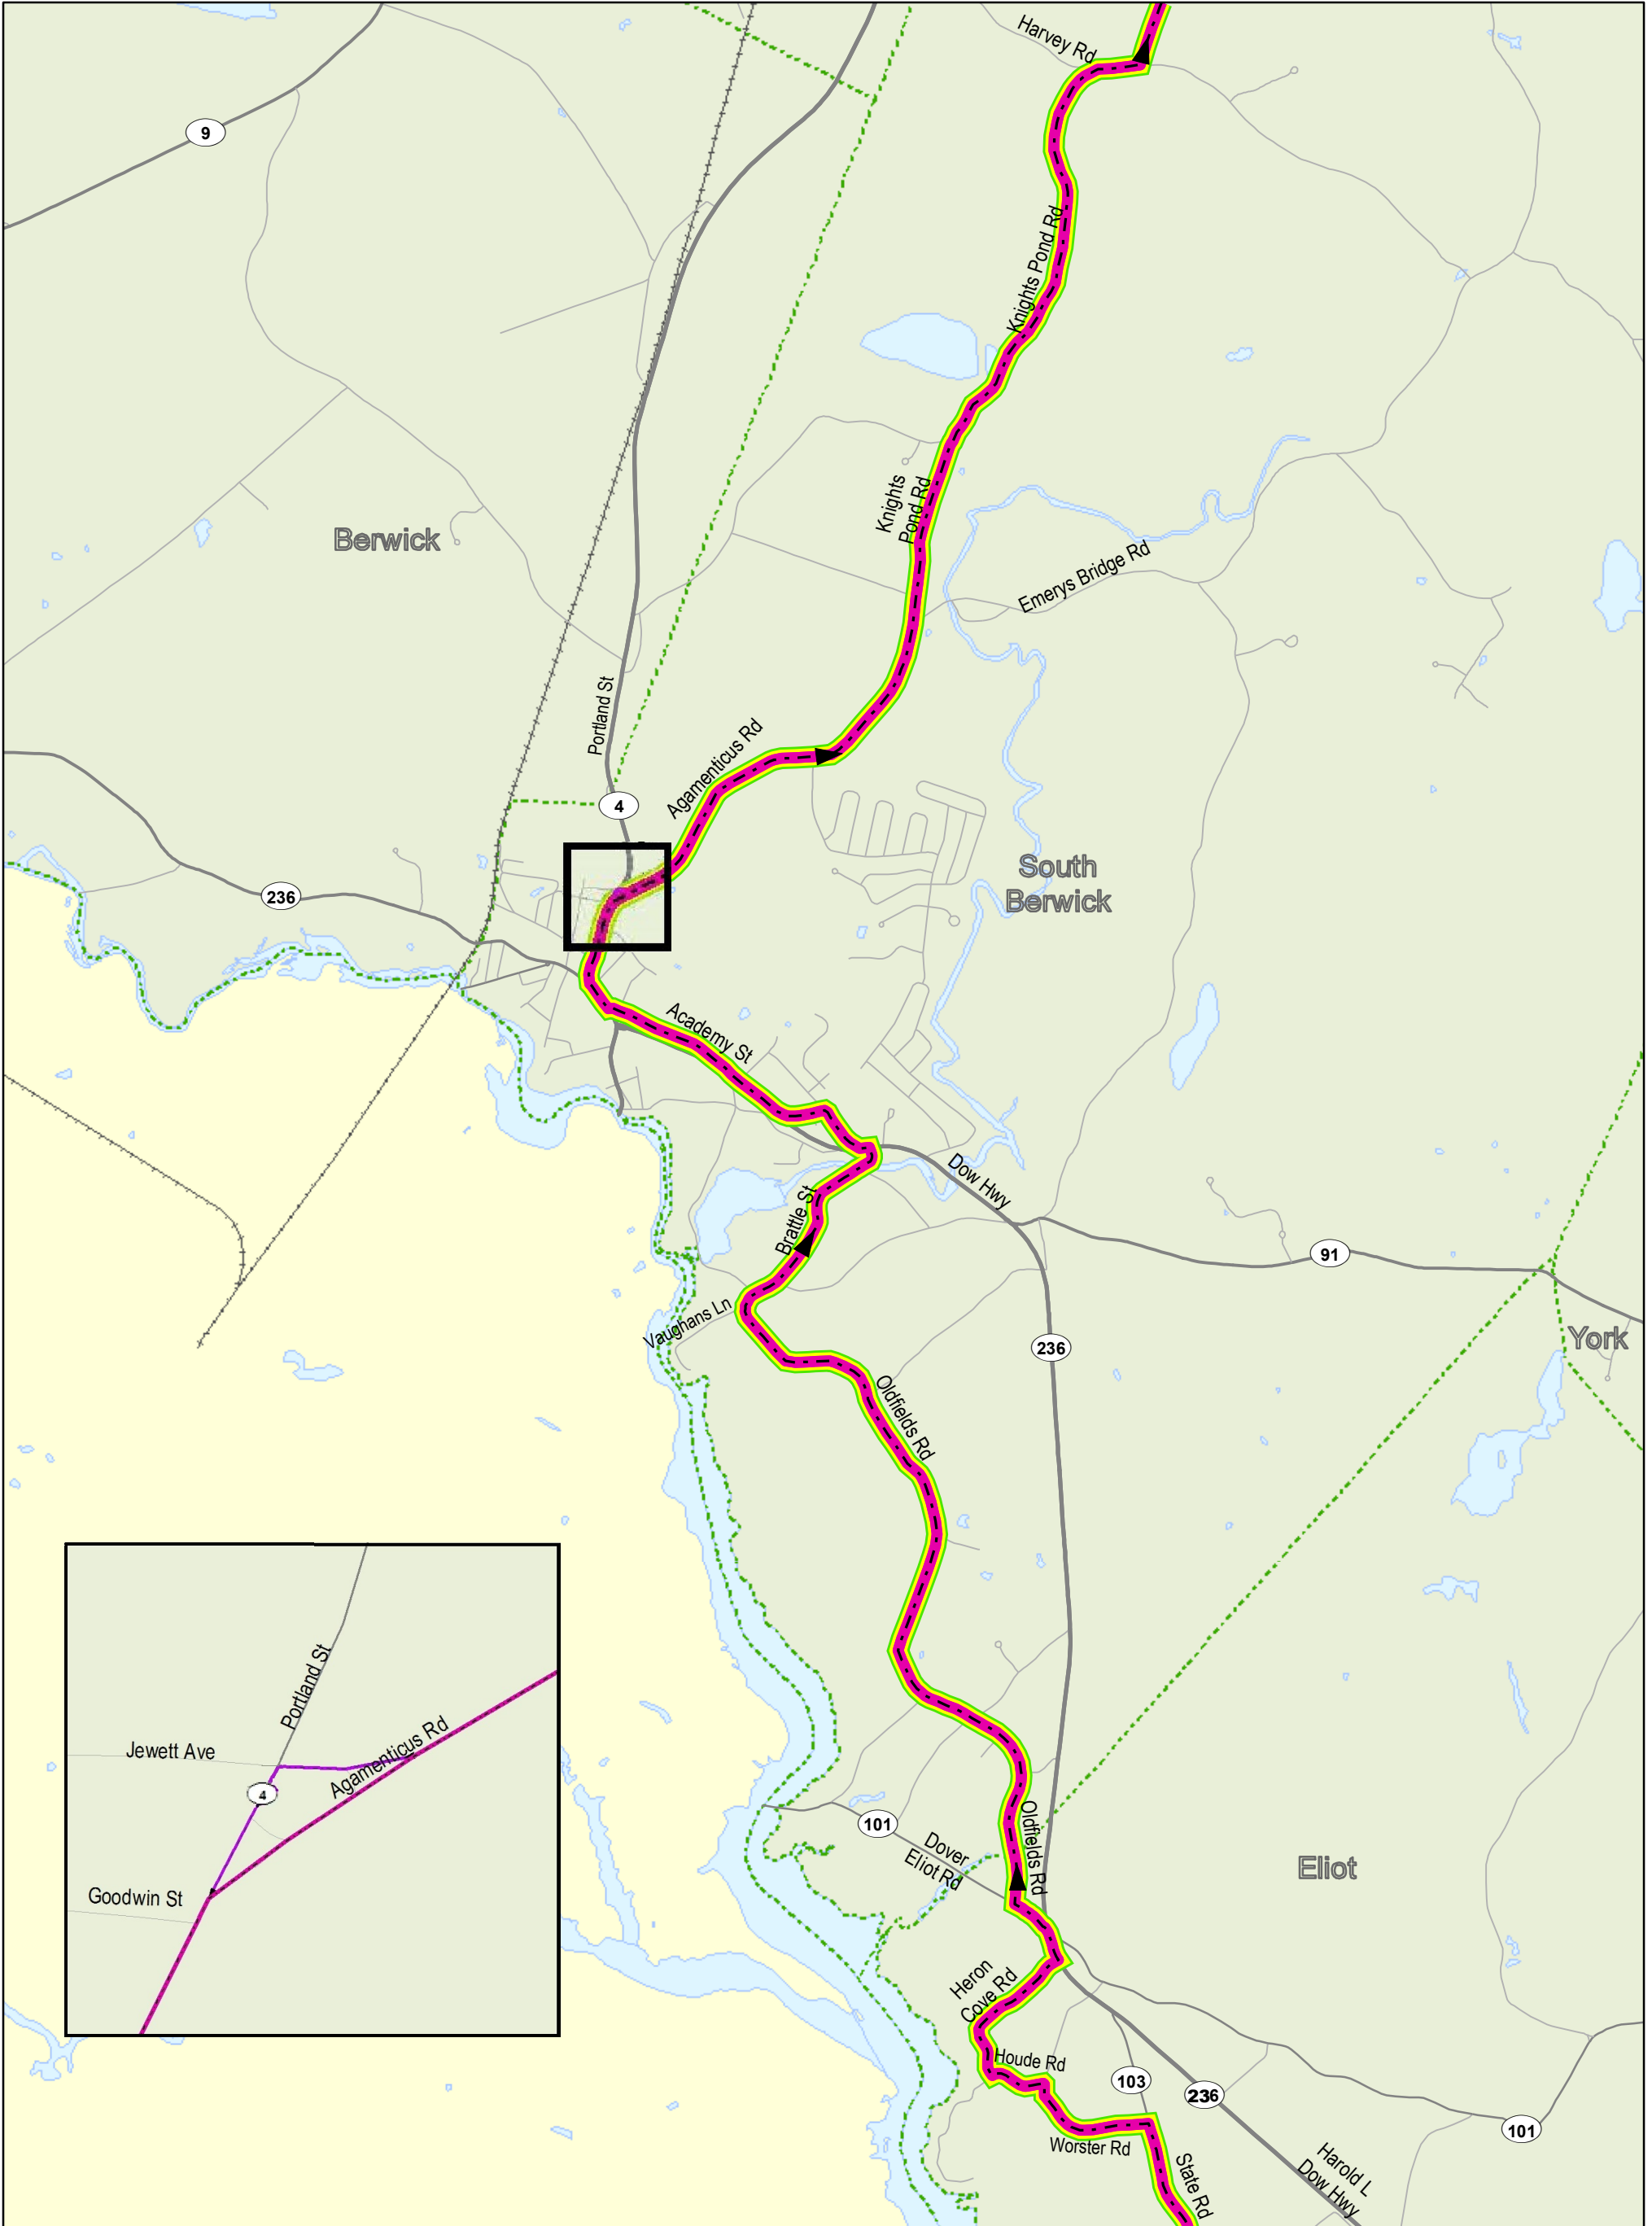 Harvey Rd
9
Knights Pond Rd
Knights
Pond Rd
Berwick
Emerys Bridge Rd
Portland St
Agamenticus Rd
4
South
Berwick
236
Academy St
Dow Hwy
Brattle St
91
Vaughans Ln
York
236
Oldfields Rd
Portland St
Jewett Ave
Agamenticus Rd
4
Goodwin St
101
Dover
Eliot Rd
Oldfields Rd
Eliot
Heron
Cove Rd
Houde Rd
103
236
101
Worster Rd
State Rd
Harold L
Dow Hwy